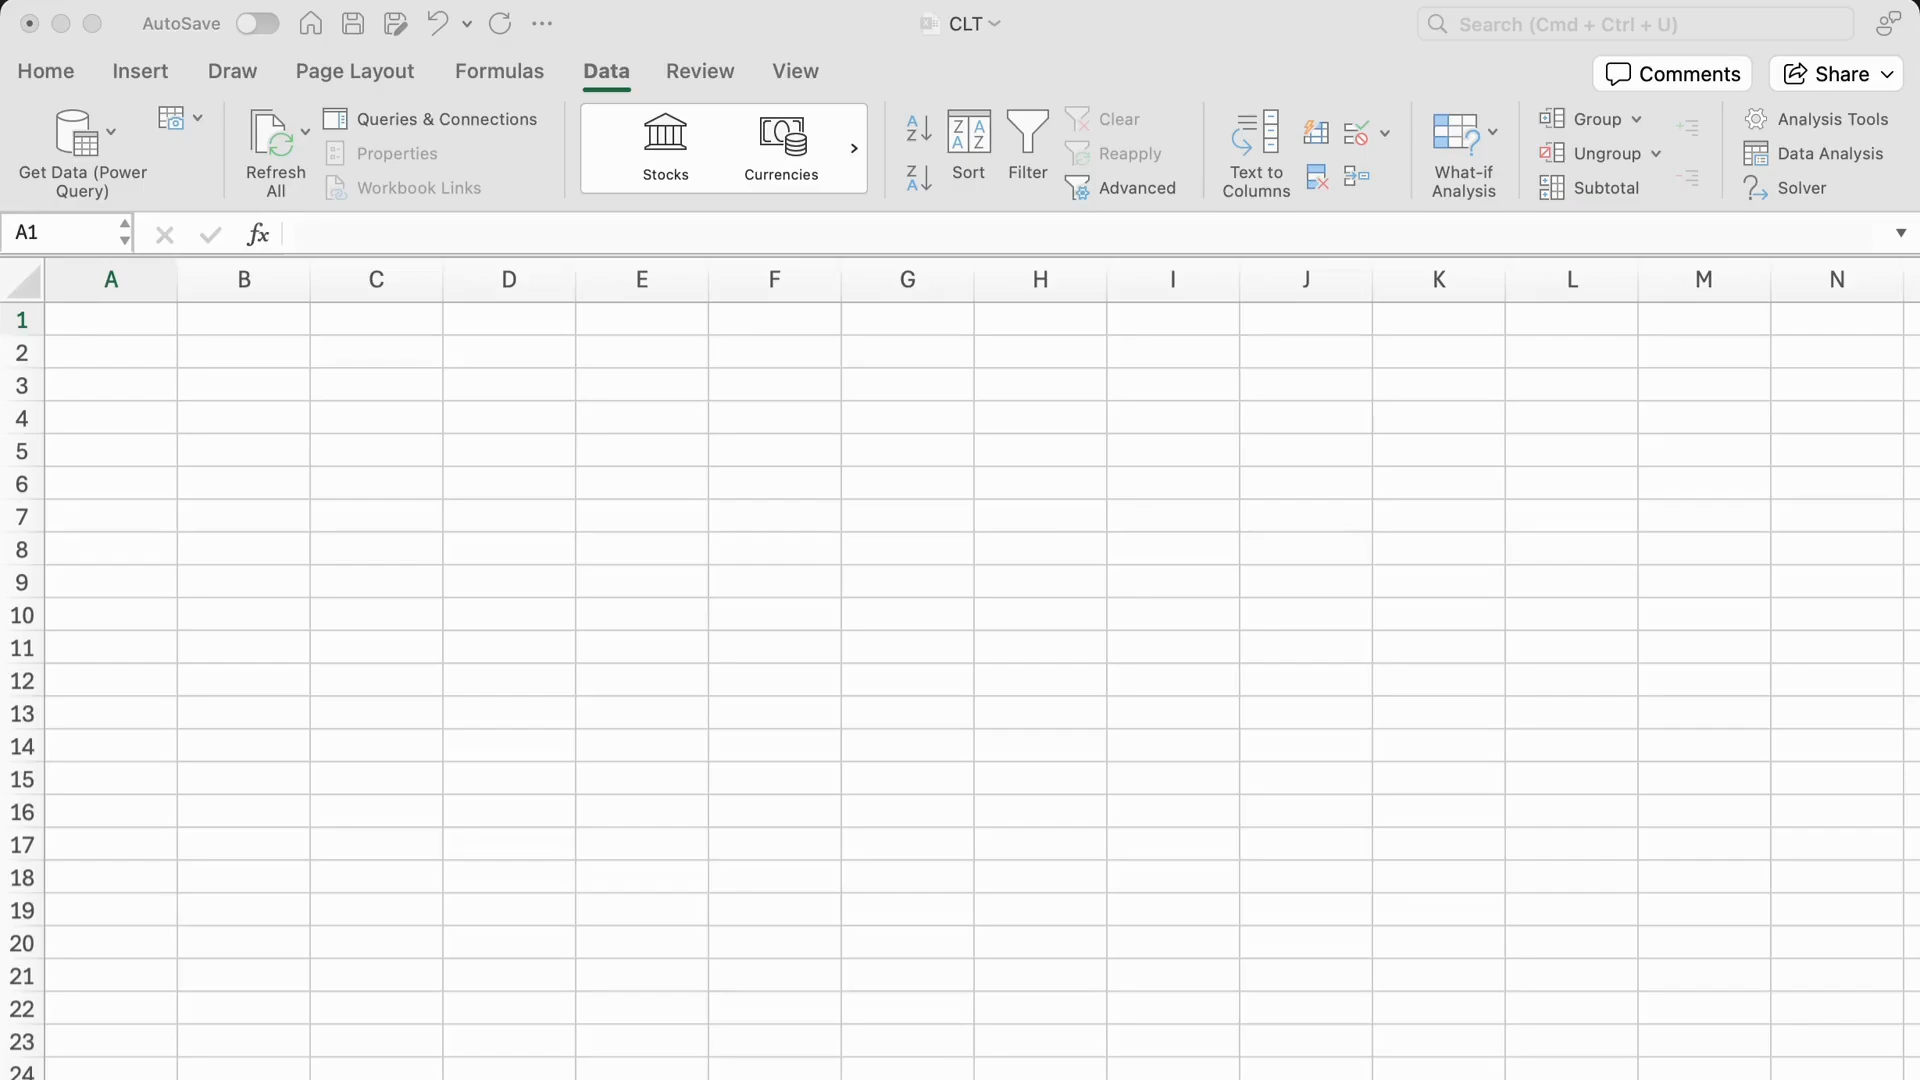 AutoSave
CLT
Search (Cmd + Ctrl + U)
Home Insert Draw Page Layout Formulas Data Review View
Comments Share
Get Data (Power Query)
Refresh All
Queries & Connections
Properties
Workbook Links
Stocks
Currencies
Sort
Filter
Clear
Reapply
Advanced
Text to Columns
What-if Analysis
Group
Ungroup
Subtotal
Analysis Tools
Data Analysis
Solver
A1 fx
A B C D E F G H I J K L M N
1
2
3
4
5
6
7
8
9
10
11
12
13
14
15
16
17
18
19
20
21
22
23
24